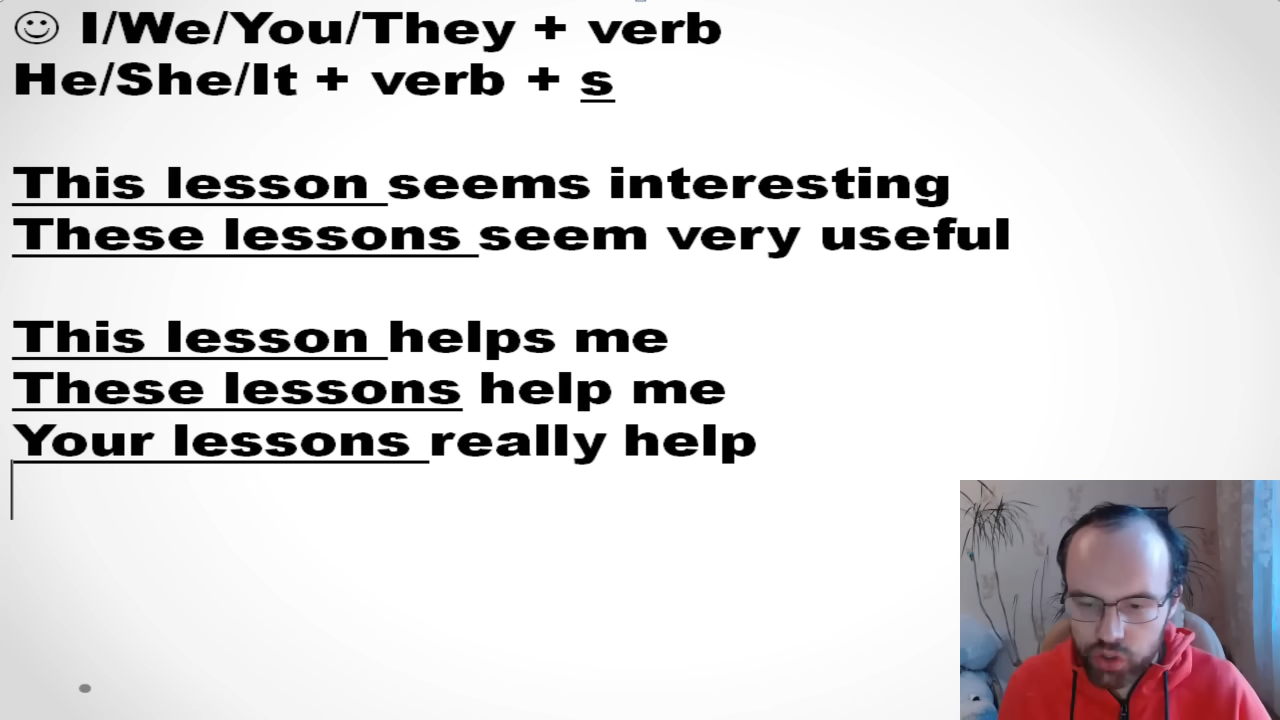 ☺ I/We/You/They + verb
He/She/It + verb + s
This lesson seems interesting
These lessons seem very useful
This lesson helps me
These lessons help me
Your lessons really help